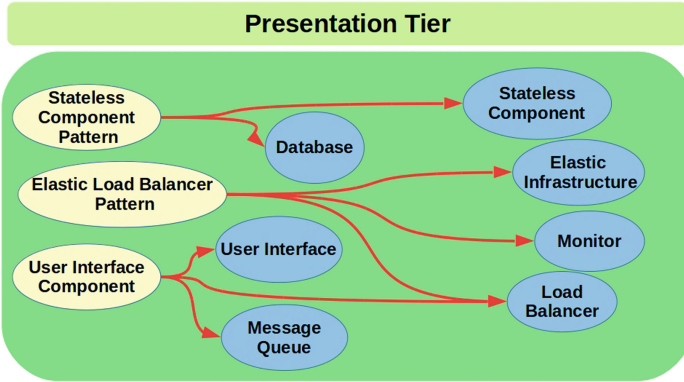 Presentation Tier
Stateless
Component
Pattern
Stateless
Component
Database
Elastic Load Balancer
Pattern
Elastic
Infrastructure
User Interface
Monitor
User Interface
Component
Load
Balancer
Message
Queue